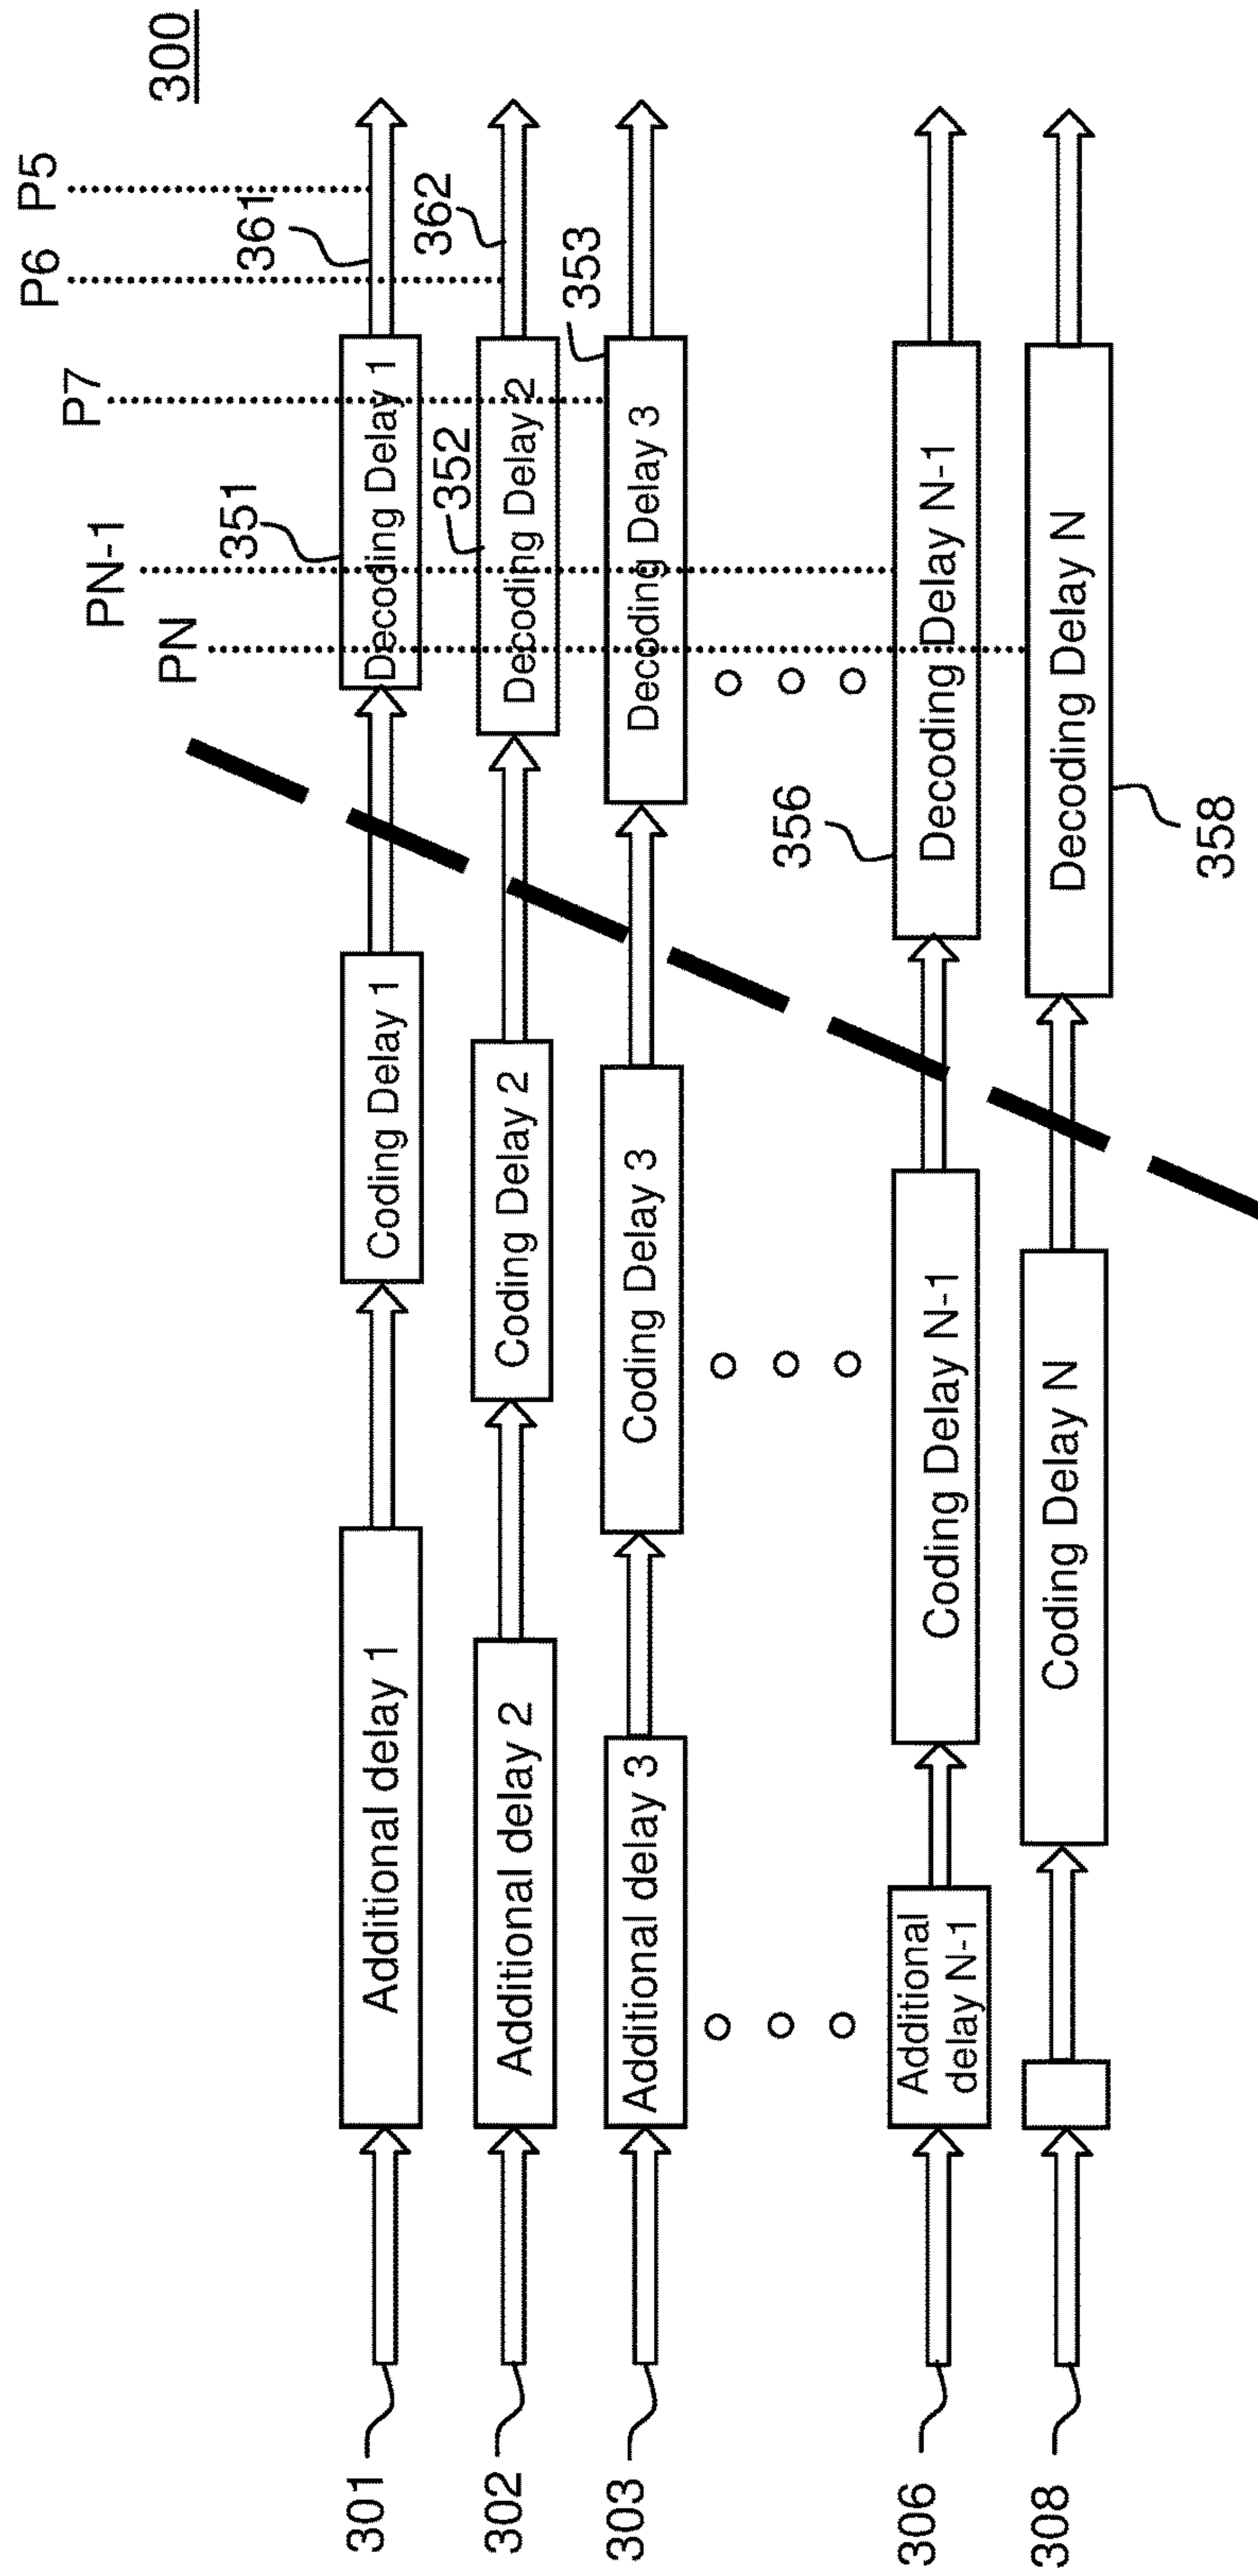 300
P5
P6
P7
PN-1
PN
301
Additional delay 1
Coding Delay 1
351
Decoding Delay 1
361
302
Additional delay 2
Coding Delay 2
352
Decoding Delay 2
362
303
Additional delay 3
Coding Delay 3
Decoding Delay 3
353
306
Additional
delay N-1
Coding Delay N-1
356
Decoding Delay N-1
308
Coding Delay N
Decoding Delay N
358